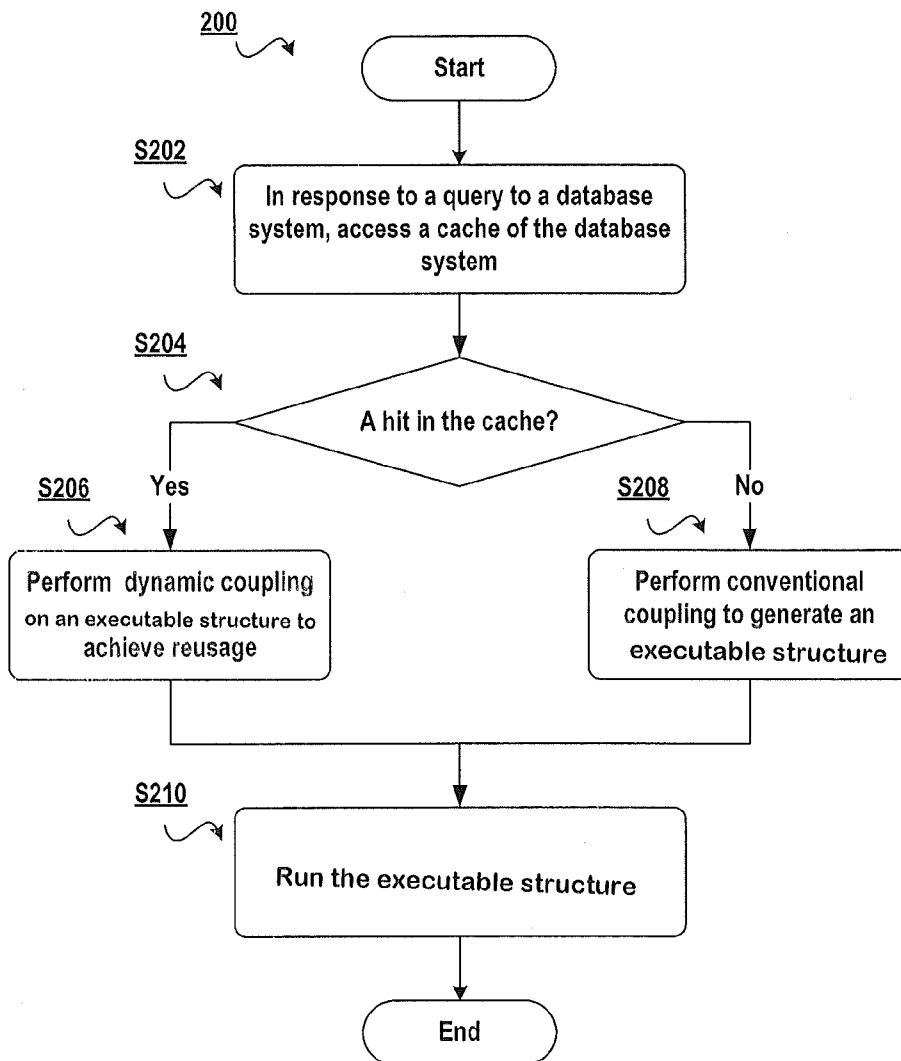 200
Start
S202
In response to a query to a database
system, access a cache of the database
system
S204
A hit in the cache?
S206
Yes
S208
No
Perform dynamic coupling
on an executable structure to
achieve reusage
Perform conventional
coupling to generate an
executable structure
S210
Run the executable structure
End